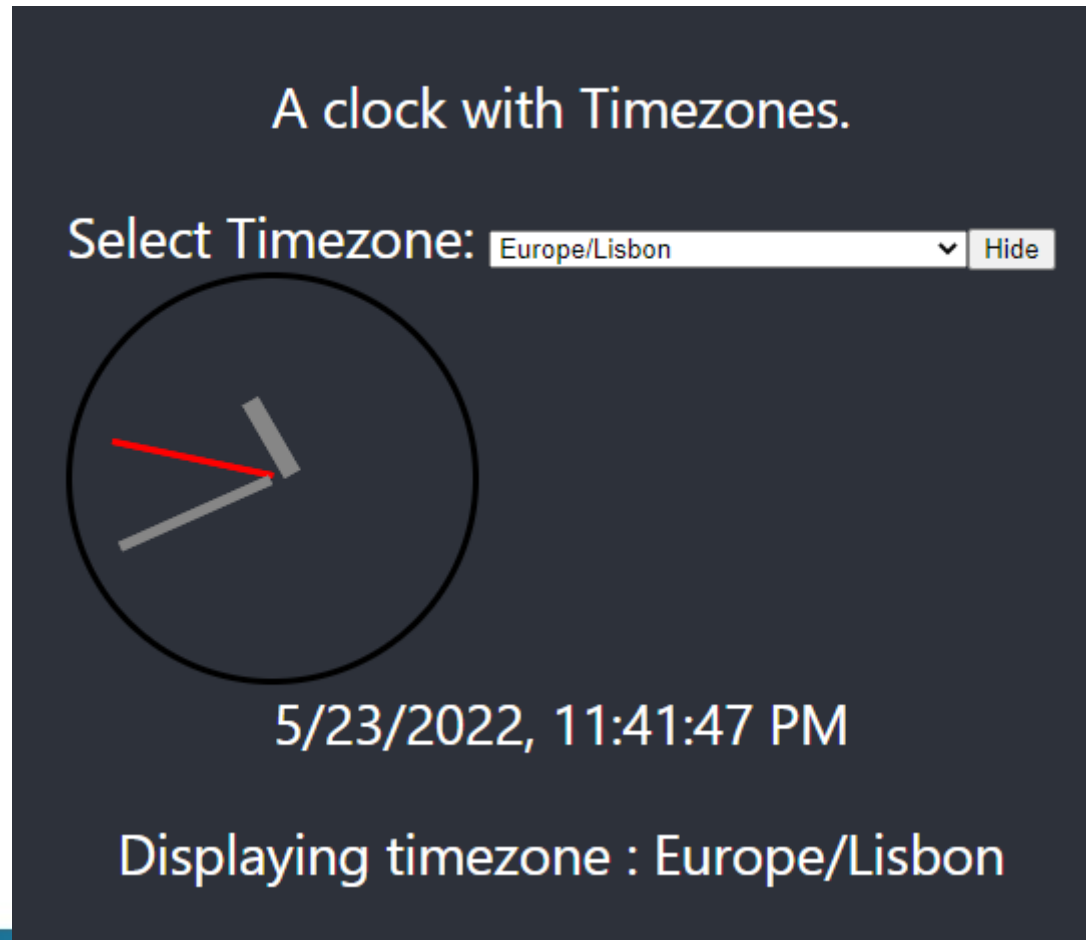 A clock with Timezones.
Select Timezone: Europe/Lisbon Hide
5/23/2022, 11:41:47 PM
Displaying timezone : Europe/Lisbon